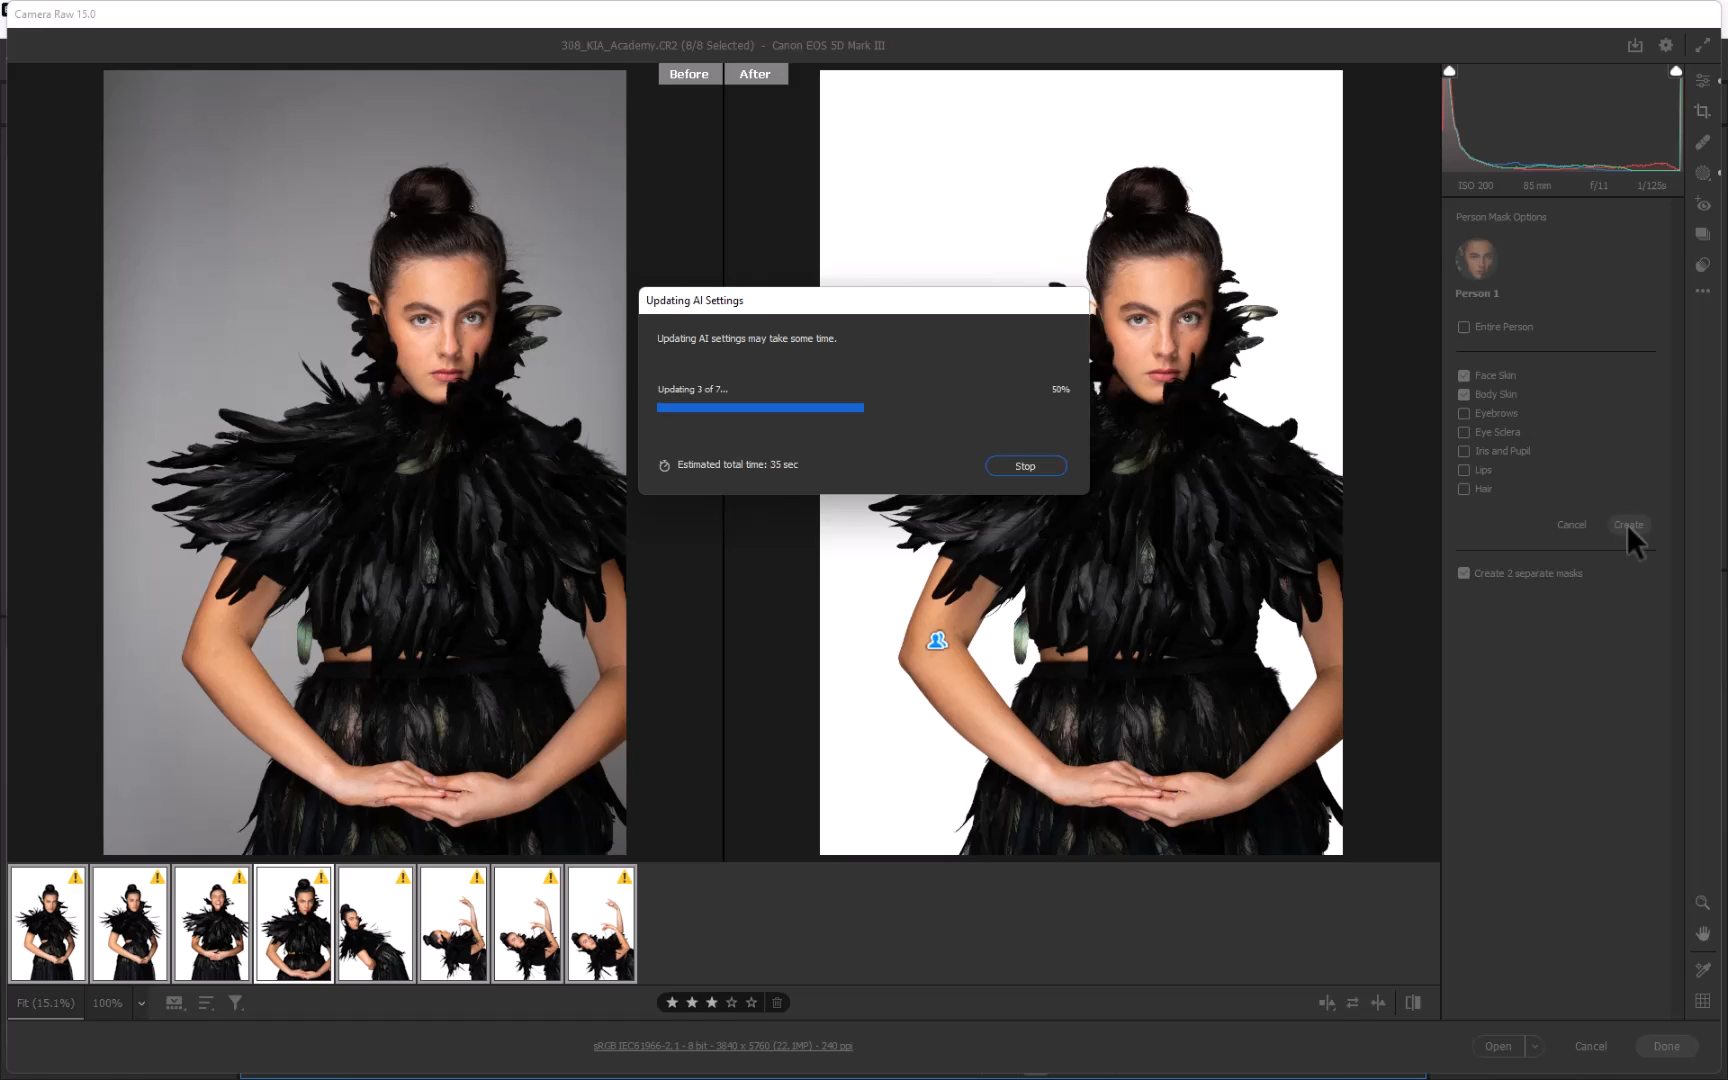 Camera Raw 15.0
308_KIA_Academy.CR2 (8/8 Selected) - Canon EOS 5D Mark III
Before After
ISO 200 85 mm f/11 1/125s
Person Mask Options
Person 1
Entire Person
Face Skin
Body Skin
Eyebrows
Eye Sclera
Iris and Pupil
Lips
Hair
Cancel Create
Create 2 separate masks
Updating AI Settings
Updating AI settings may take some time.
Updating 3 of 7... 50%
Estimated total time: 35 sec Stop
Fit (15.1%) 100%
sRGB IEC61966-2.1 - 8 bit - 3840 x 5760 (22.1MP) - 240 ppi
Open Cancel Done